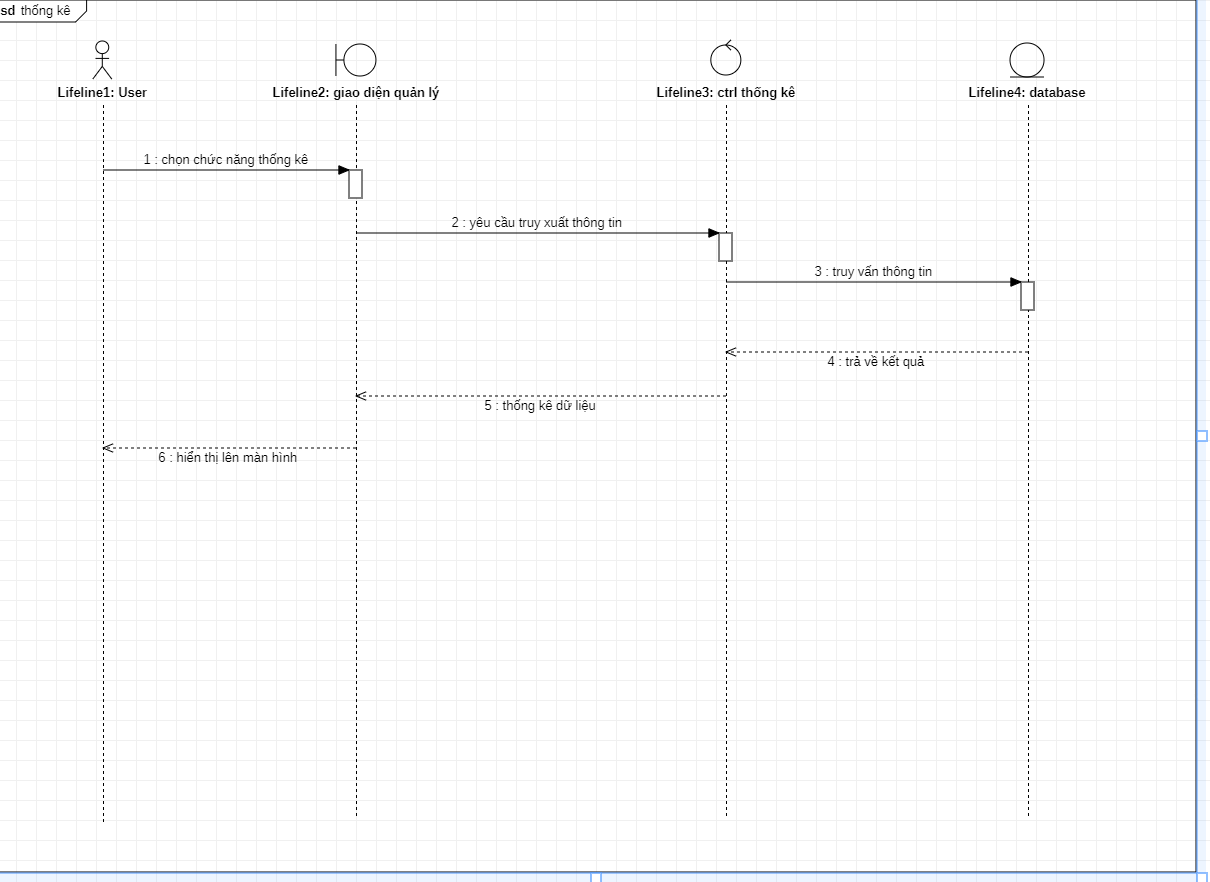 sd thống kê
Lifeline1: User
Lifeline2: giao diện quản lý
Lifeline3: ctrl thống kê
Lifeline4: database
1 : chọn chức năng thống kê
2 : yêu cầu truy xuất thông tin
3 : truy vấn thông tin
4 : trả về kết quả
5 : thống kê dữ liệu
6 : hiển thị lên màn hình